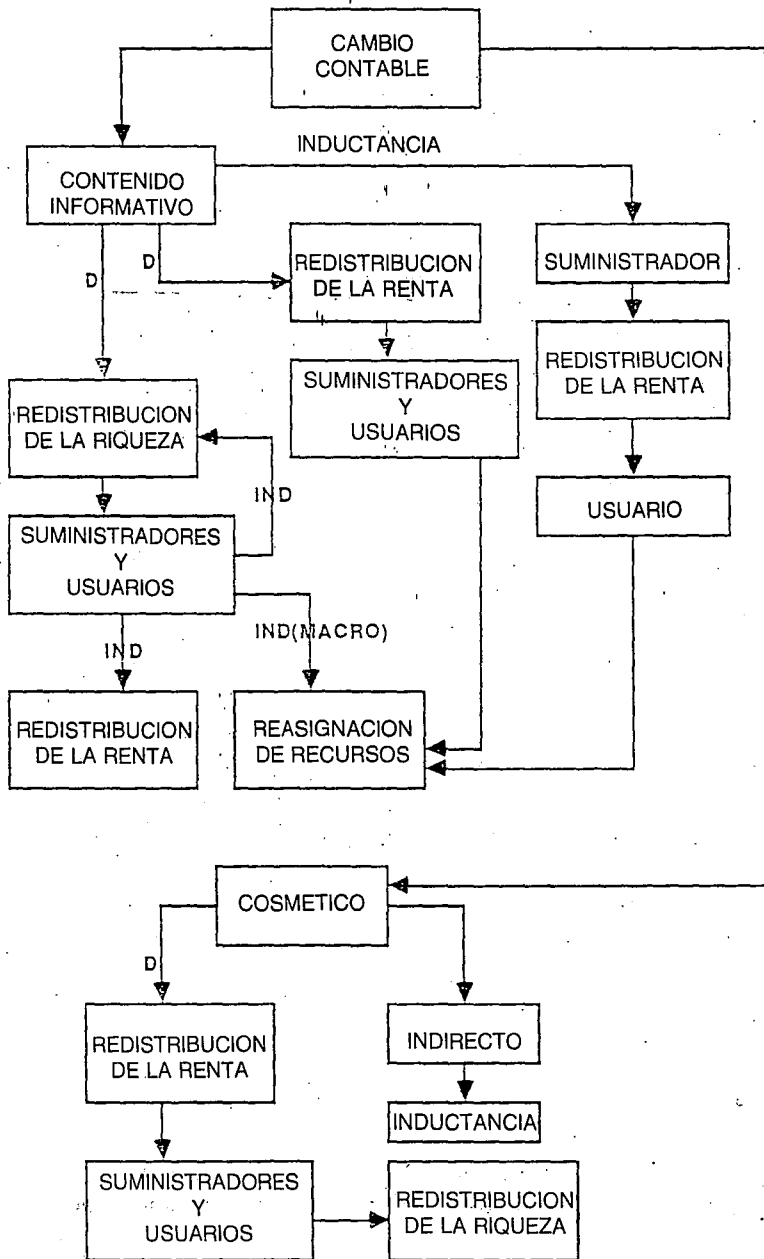 CAMBIO
CONTABLE
INDUCTANCIA
CONTENIDO
INFORMATIVO
D
D
REDISTRIBUCION
DE LA RENTA
SUMINISTRADOR
SUMINISTRADORES
Y
USUARIOS
REDISTRIBUCION
DE LA RENTA
REDISTRIBUCION
DE LA RIQUEZA
IND
USUARIO
SUMINISTRADORES
Y
USUARIOS
IND
IND(MACRO)
REDISTRIBUCION
DE LA RENTA
REASIGNACION
DE RECURSOS
COSMETICO
D
REDISTRIBUCION
DE LA RENTA
INDIRECTO
INDUCTANCIA
SUMINISTRADORES
Y
USUARIOS
REDISTRIBUCION
DE LA RIQUEZA